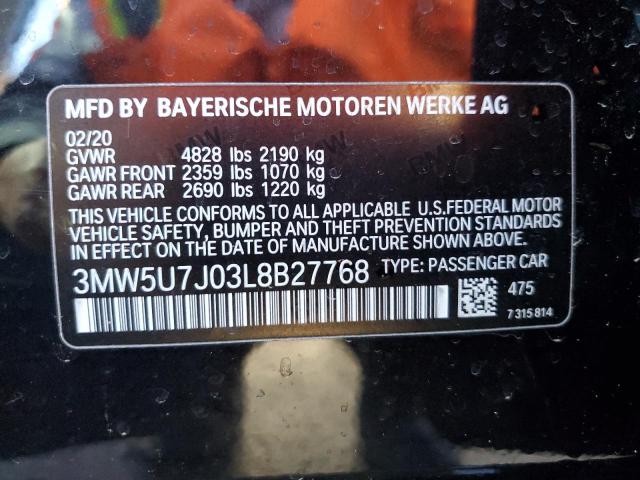 MFD BY BAYERISCHE MOTOREN WERKE AG
02/20
GVWR 4828 lbs 2190 kg
GAWR FRONT 2359 lbs 1070 kg
GAWR REAR 2690 lbs 1220 kg
THIS VEHICLE CONFORMS TO ALL APPLICABLE U.S.FEDERAL MOTOR
VEHICLE SAFETY, BUMPER AND THEFT PREVENTION STANDARDS
IN EFFECT ON THE DATE OF MANUFACTURE SHOWN ABOVE.
3MW5U7J03L8B27768 TYPE: PASSENGER CAR
475
7 315 814